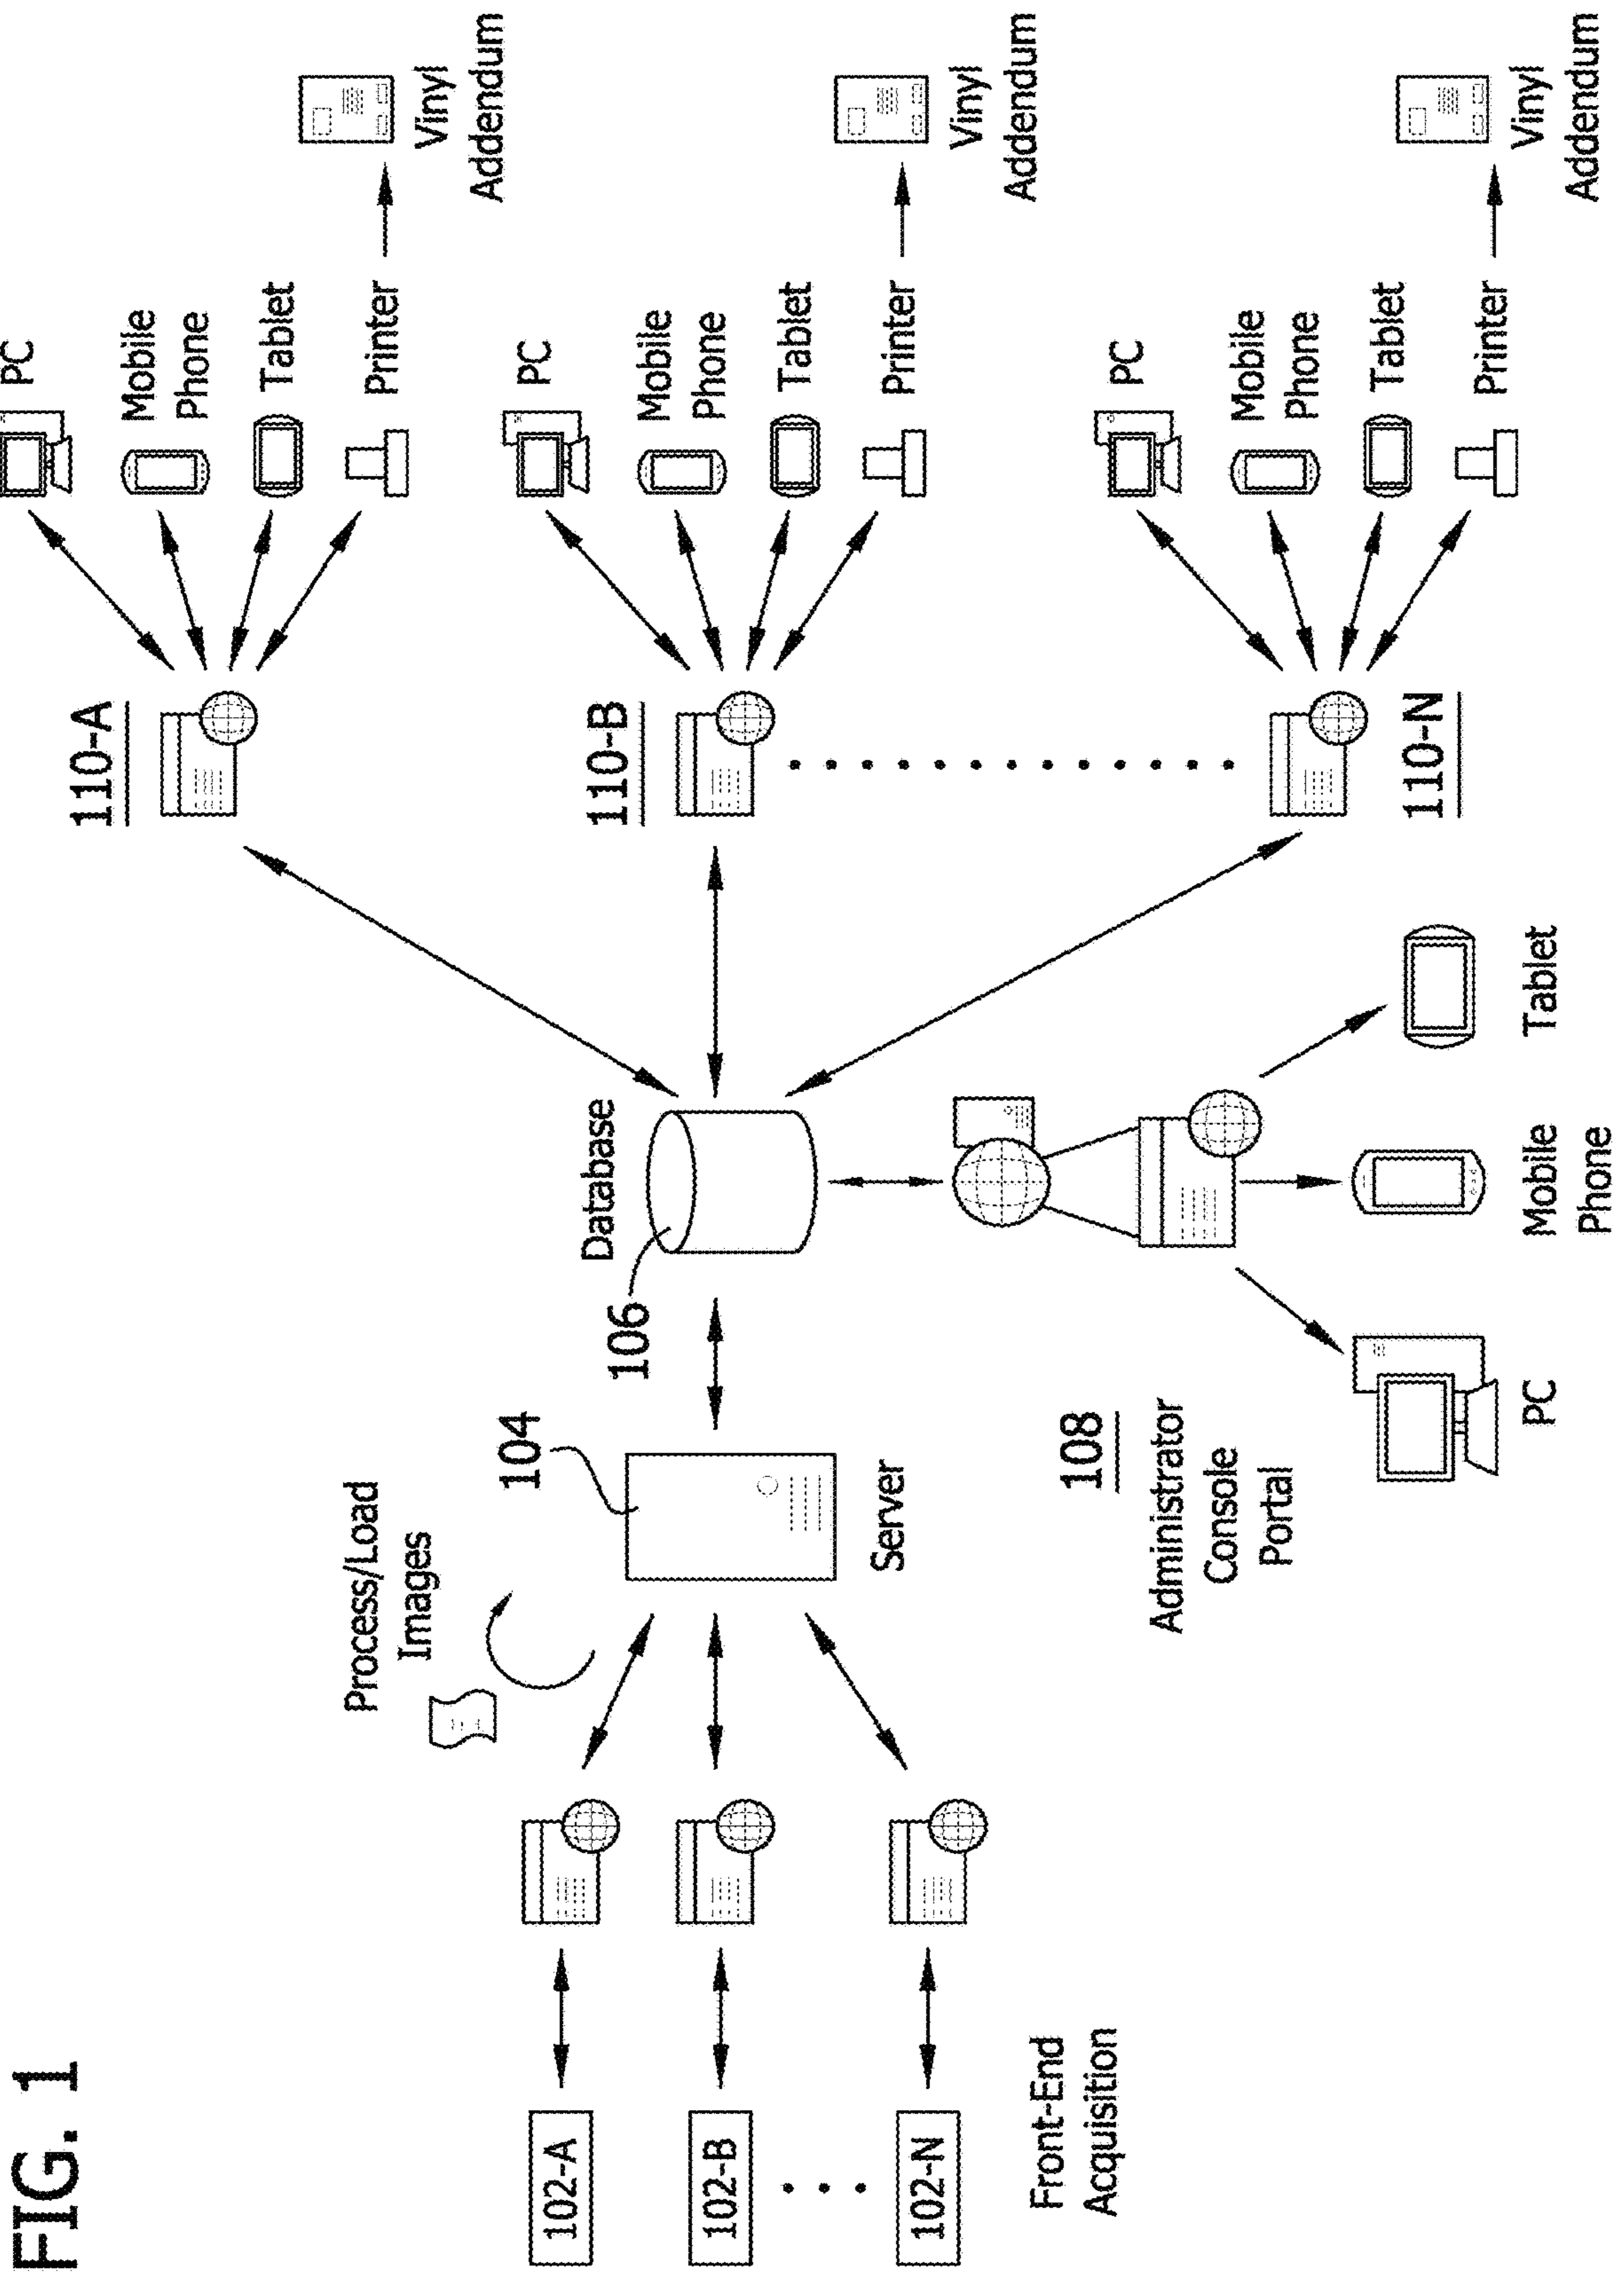 FIG. 1
102-A
102-B
102-N
Front-End
Acquisition
Process/Load
Images
104
Server
106
Database
108
Administrator
Console
Portal
PC
Mobile
Phone
Tablet
110-A
PC
Mobile
Phone
Tablet
Printer
Vinyl
Addendum
110-B
PC
Mobile
Phone
Tablet
Printer
Vinyl
Addendum
110-N
PC
Mobile
Phone
Tablet
Printer
Vinyl
Addendum